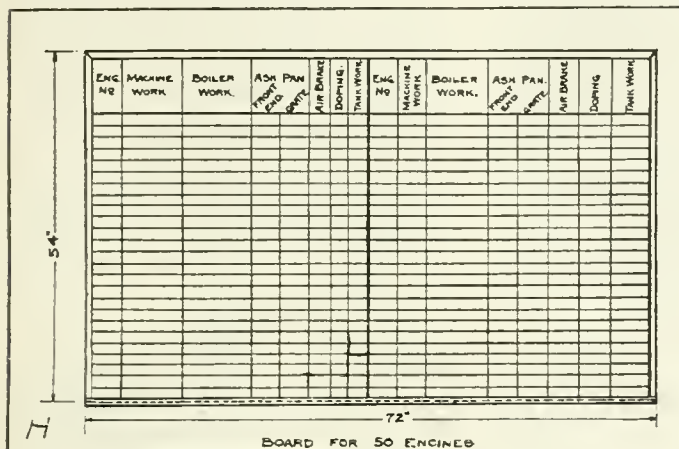 ENG. NO MACHINE WORK BOILER WORK. ASH PAN FRONT END. GRATE AIR BRAKE DOPING. TANK WORK ENG. NO MACHINE WORK BOILER WORK. ASH PAN. FRONT END. GRATE AIR BRAKE DOPING TANK WORK
54"
72"
H
BOARD FOR 50 ENGINES